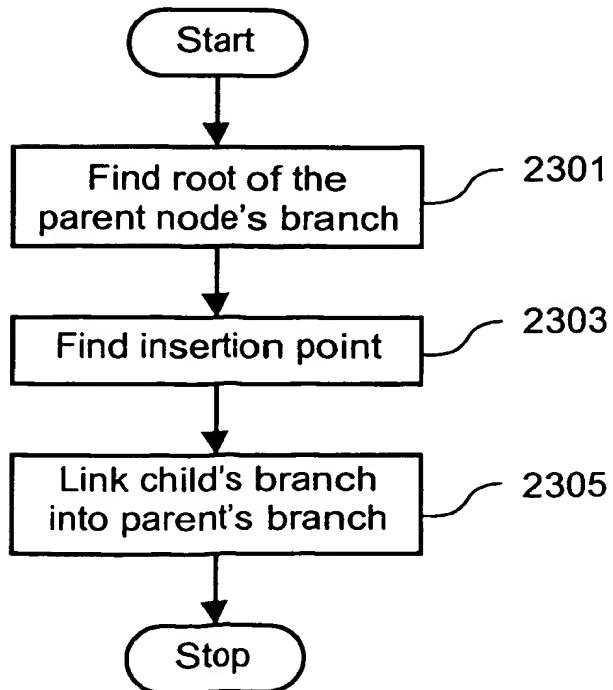 Start
Find root of the
parent node's branch
2301
Find insertion point
2303
Link child's branch
into parent's branch
2305
Stop